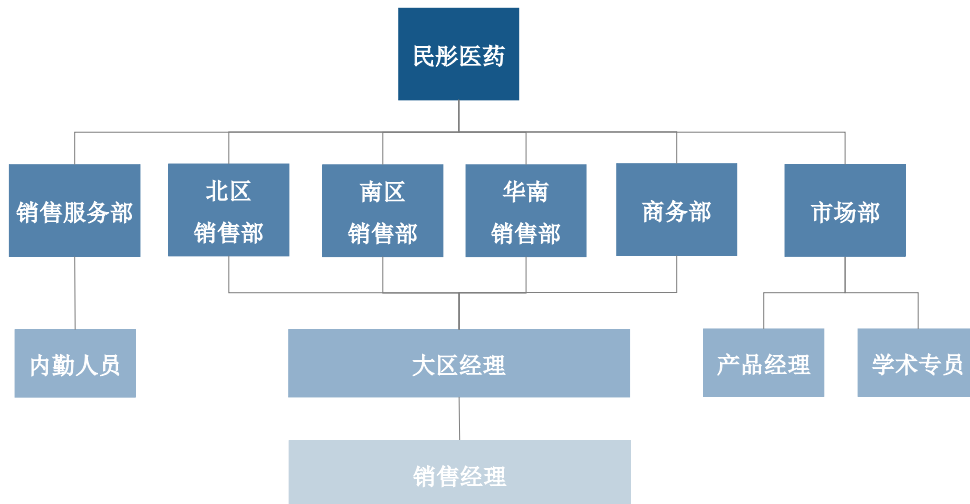 民彤医药
销售服务部
北区
销售部
南区
销售部
华南
销售部
商务部
市场部
内勤人员
大区经理
产品经理
学术专员
销售经理